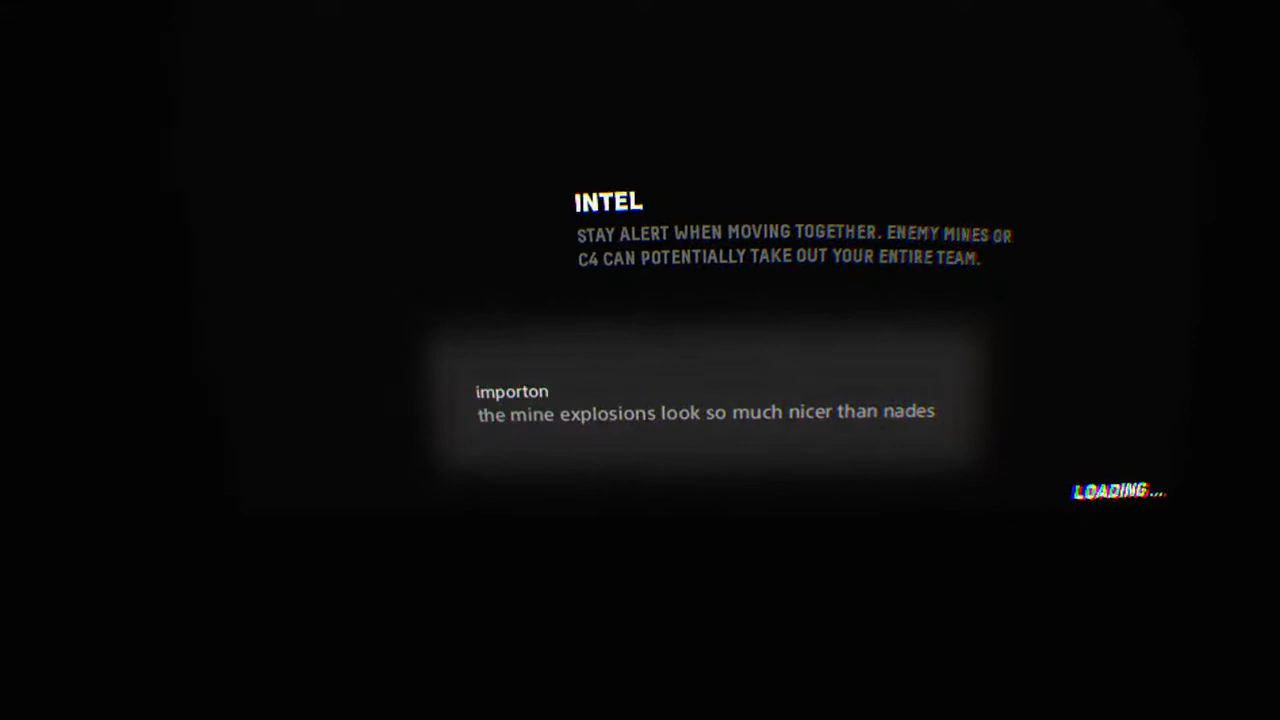 INTEL
STAY ALERT WHEN MOVING TOGETHER. ENEMY MINES OR
C4 CAN POTENTIALLY TAKE OUT YOUR ENTIRE TEAM.
importon
the mine explosions look so much nicer than nades
LOADING...